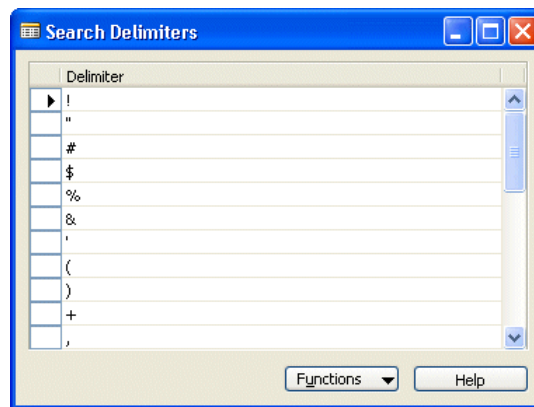 Search Delimiters
Delimiter
!
"
#
$
%
&
'
(
)
+
,
Functions
Help